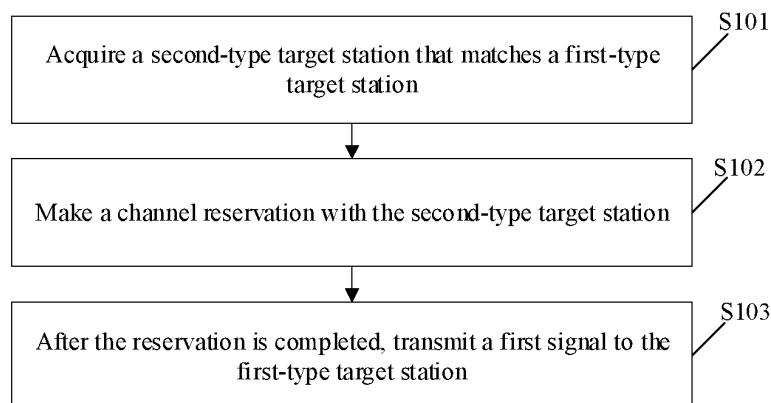 S101
Acquire a second-type target station that matches a first-type
target station
S102
Make a channel reservation with the second-type target station
S103
After the reservation is completed, transmit a first signal to the
first-type target station